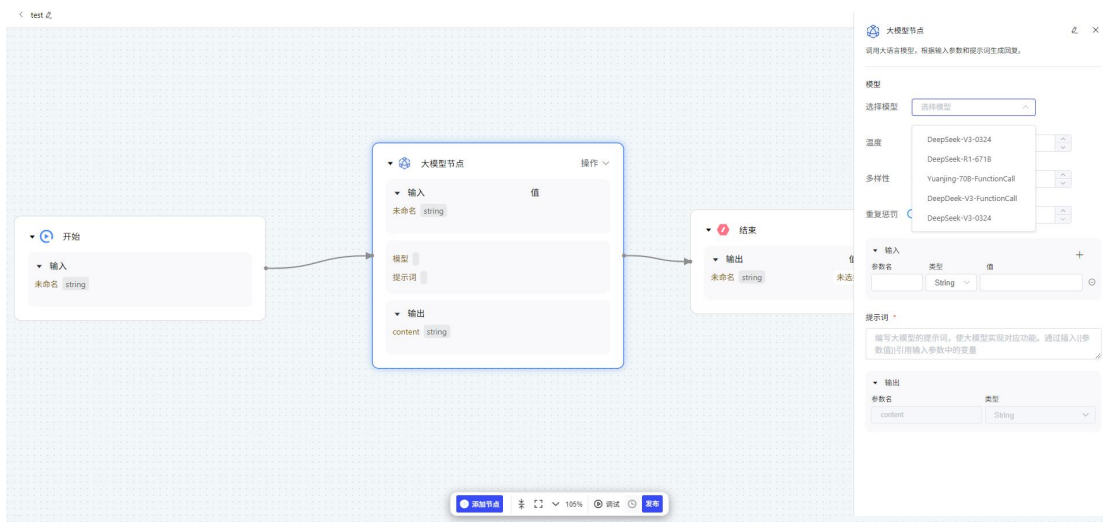 test
开始
输入
未命名 string
大模型节点 操作
输入 值
未命名 string
模型
提示词
输出
content string
结束
输出
未命名 string 未选
添加节点 105% 调试 发布
大模型节点
调用大语言模型，根据输入参数和提示词生成回复。
模型
选择模型 选择模型
温度
多样性
重复惩罚
DeepSeek-V3-0324
DeepSeek-R1-671B
Yuanjing-70B-FunctionCall
DeepDeek-V3-FunctionCall
DeepSeek-V3-0324
输入
参数名 类型 值
String
提示词 *
编写大模型的提示词，使大模型实现对应功能。通过插入{{参
数值}}引用输入参数中的变量
输出
参数名 类型
content String